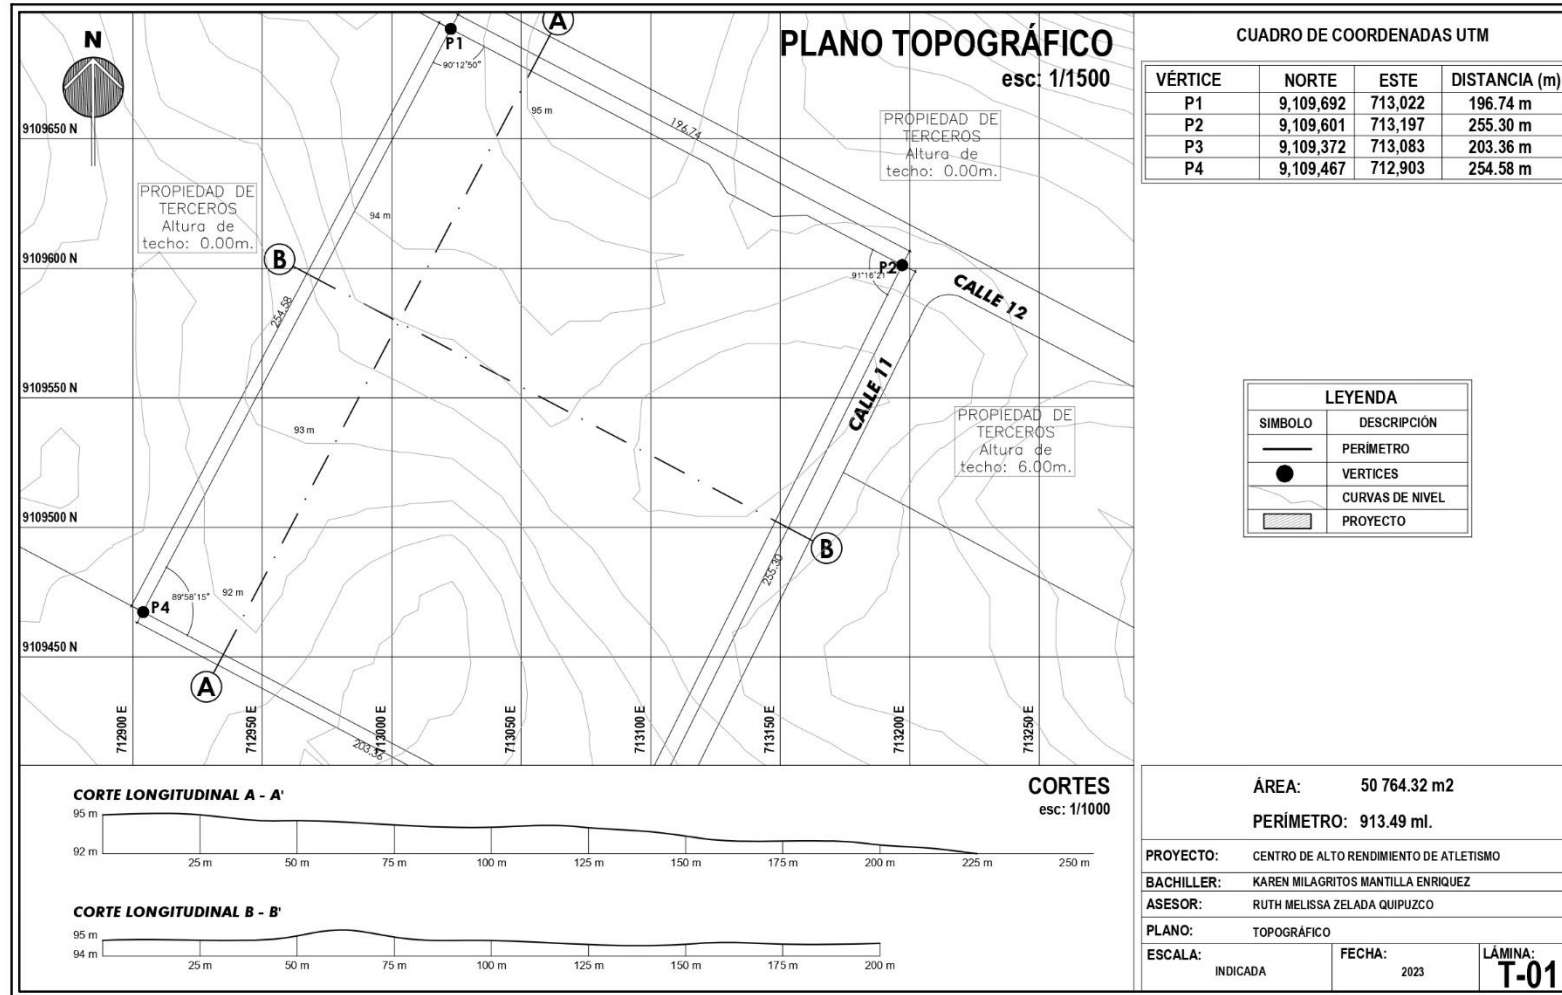 N
PLANO TOPOGRÁFICO
esc: 1/1500
A
P1
90°12'50"
95 m
196.74
PROPIEDAD DE
TERCEROS
Altura de
techo: 0.00m.
9109650 N
PROPIEDAD DE
TERCEROS
Altura de
techo: 0.00m.
94 m
B
9109600 N
P2
91°16'21"
CALLE 12
254.58
9109550 N
CALLE 11
93 m
PROPIEDAD DE
TERCEROS
Altura de
techo: 6.00m.
9109500 N
B
255.30
P4
89°58'15"
92 m
9109450 N
A
203.36
712900 E
712950 E
713000 E
713050 E
713100 E
713150 E
713200 E
713250 E
CUADRO DE COORDENADAS UTM
VÉRTICE NORTE ESTE DISTANCIA (m)
P1 9,109,692 713,022 196.74 m
P2 9,109,601 713,197 255.30 m
P3 9,109,372 713,083 203.36 m
P4 9,109,467 712,903 254.58 m
LEYENDA
SIMBOLO DESCRIPCIÓN
PERÍMETRO
VERTICES
CURVAS DE NIVEL
PROYECTO
CORTES
esc: 1/1000
CORTE LONGITUDINAL A - A'
95 m
92 m
25 m 50 m 75 m 100 m 125 m 150 m 175 m 200 m 225 m 250 m
CORTE LONGITUDINAL B - B'
95 m
94 m
25 m 50 m 75 m 100 m 125 m 150 m 175 m 200 m
ÁREA: 50 764.32 m2
PERÍMETRO: 913.49 ml.
PROYECTO: CENTRO DE ALTO RENDIMIENTO DE ATLETISMO
BACHILLER: KAREN MILAGRITOS MANTILLA ENRIQUEZ
ASESOR: RUTH MELISSA ZELADA QUIPUZCO
PLANO: TOPOGRÁFICO
ESCALA: INDICADA
FECHA: 2023
LÁMINA: T-01